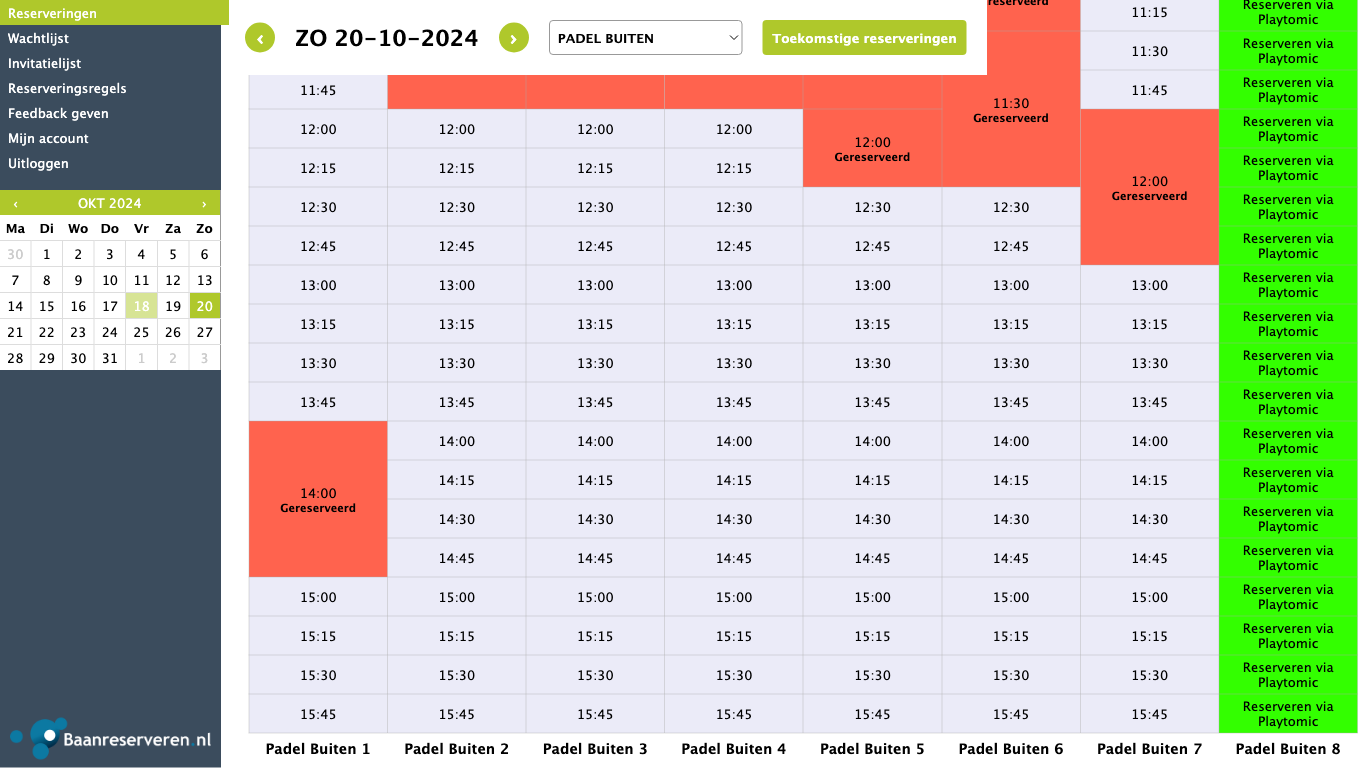 Reserveringen
Wachtlijst
Invitatielijst
Reserveringsregels
Feedback geven
Mijn account
Uitloggen
‹ OKT 2024 ›
Ma Di Wo Do Vr Za Zo
30 1 2 3 4 5 6
7 8 9 10 11 12 13
14 15 16 17 18 19 20
21 22 23 24 25 26 27
28 29 30 31 1 2 3
Baanreserveren.nl
‹ ZO 20-10-2024 › PADEL BUITEN Toekomstige reserveringen
Gereserveerd
11:15 Reserveren via Playtomic
11:30 Reserveren via Playtomic
11:45 11:30 Gereserveerd 11:45 Reserveren via Playtomic
12:00 12:00 12:00 12:00 12:00 Gereserveerd Reserveren via Playtomic
12:15 12:15 12:15 12:15 12:00 Gereserveerd Reserveren via Playtomic
12:30 12:30 12:30 12:30 12:30 12:30 Reserveren via Playtomic
12:45 12:45 12:45 12:45 12:45 12:45 Reserveren via Playtomic
13:00 13:00 13:00 13:00 13:00 13:00 13:00 Reserveren via Playtomic
13:15 13:15 13:15 13:15 13:15 13:15 13:15 Reserveren via Playtomic
13:30 13:30 13:30 13:30 13:30 13:30 13:30 Reserveren via Playtomic
13:45 13:45 13:45 13:45 13:45 13:45 13:45 Reserveren via Playtomic
14:00 14:00 14:00 14:00 14:00 14:00 Reserveren via Playtomic
14:00 Gereserveerd 14:15 14:15 14:15 14:15 14:15 14:15 Reserveren via Playtomic
14:30 14:30 14:30 14:30 14:30 14:30 Reserveren via Playtomic
14:45 14:45 14:45 14:45 14:45 14:45 Reserveren via Playtomic
15:00 15:00 15:00 15:00 15:00 15:00 15:00 Reserveren via Playtomic
15:15 15:15 15:15 15:15 15:15 15:15 15:15 Reserveren via Playtomic
15:30 15:30 15:30 15:30 15:30 15:30 15:30 Reserveren via Playtomic
15:45 15:45 15:45 15:45 15:45 15:45 15:45 Reserveren via Playtomic
Padel Buiten 1 Padel Buiten 2 Padel Buiten 3 Padel Buiten 4 Padel Buiten 5 Padel Buiten 6 Padel Buiten 7 Padel Buiten 8